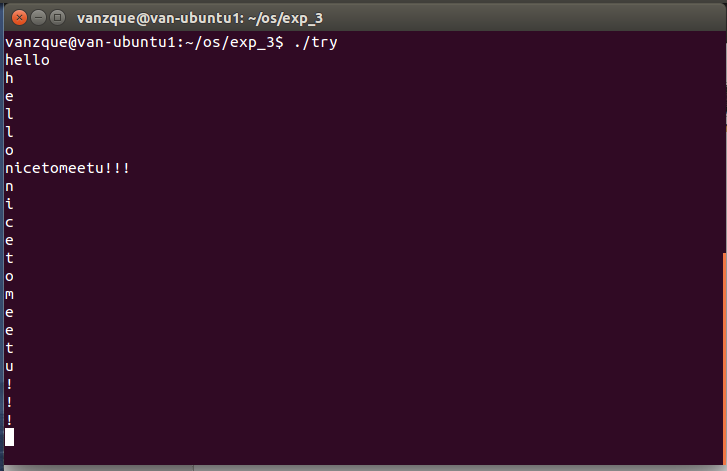 vanzque@van-ubuntu1: ~/os/exp_3
vanzque@van-ubuntu1:~/os/exp_3$ ./try
hello
h
e
l
l
o
nicetomeetu!!!
n
i
c
e
t
o
m
e
e
t
u
!
!
!